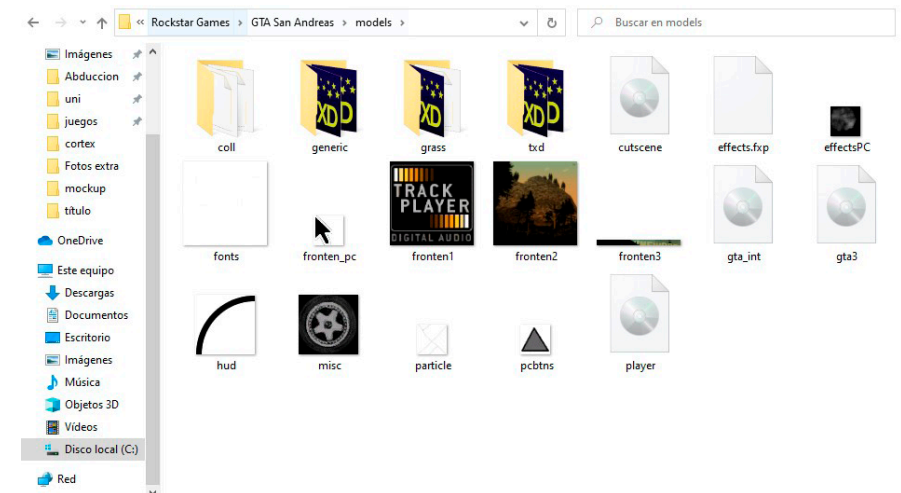 « Rockstar Games › GTA San Andreas › models ›
Buscar en models
Imágenes
Abduccion
uni
juegos
cortex
Fotos extra
mockup
título
OneDrive
Este equipo
Descargas
Documentos
Escritorio
Imágenes
Música
Objetos 3D
Vídeos
Disco local (C:)
Red
coll
TXD
generic
grass
TXD
txd
cutscene
effects.fxp
effectsPC
fonts
fronten_pc
TRACK
PLAYER
DIGITAL AUDIO
fronten1
fronten2
fronten3
gta_int
gta3
hud
misc
particle
pcbtns
player